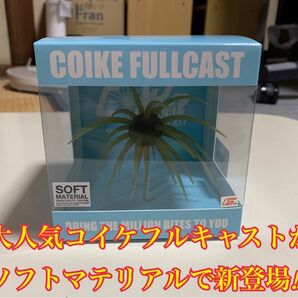 Fran
COIKE FULLCAST
SOFT
MATERIAL
BRING THE MILLION BITES TO YOU
大人気コイケフルキャストが
ソフトマテリアルで新登場